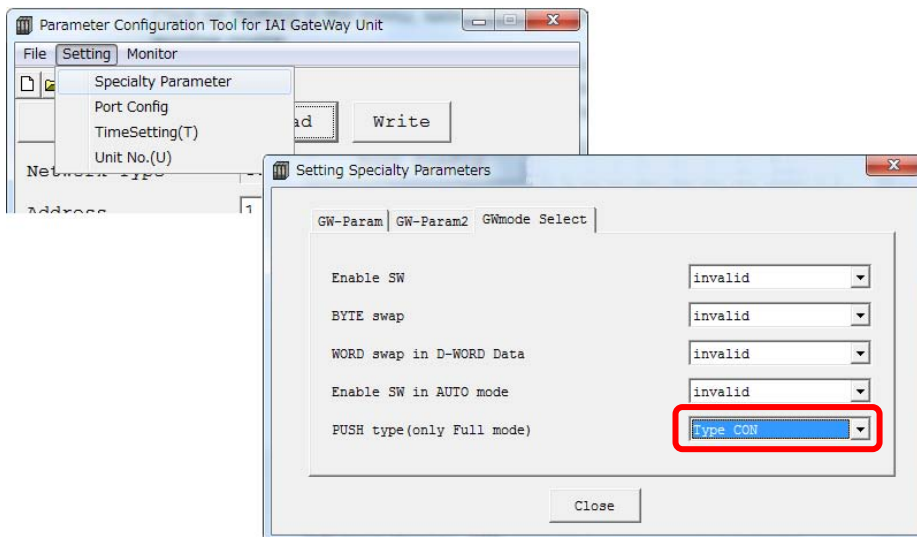 Parameter Configuration Tool for IAI GateWay Unit
File Setting Monitor
Specialty Parameter
Port Config
TimeSetting(T)
Unit No.(U)
Write
Address
1
Setting Specialty Parameters
GW-Param GW-Param2 GWmode Select
Enable SW invalid
BYTE swap invalid
WORD swap in D-WORD Data invalid
Enable SW in AUTO mode invalid
PUSH type(only Full mode) Type CON
Close